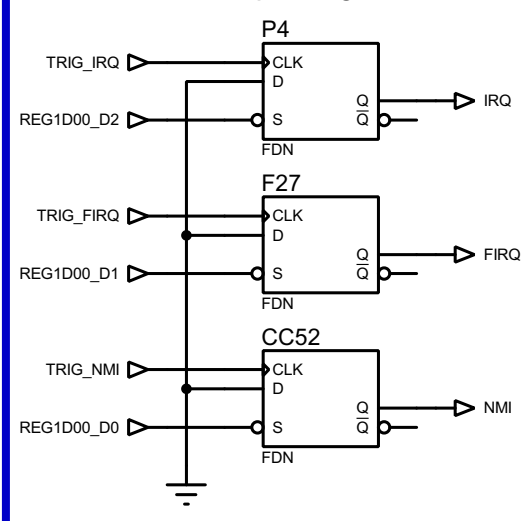 P4
TRIG_IRQ
CLK
D
Q
IRQ
REG1D00_D2
S
Q
FDN
F27
TRIG_FIRQ
CLK
D
Q
FIRQ
REG1D00_D1
S
Q
FDN
CC52
TRIG_NMI
CLK
D
Q
NMI
REG1D00_D0
S
Q
FDN